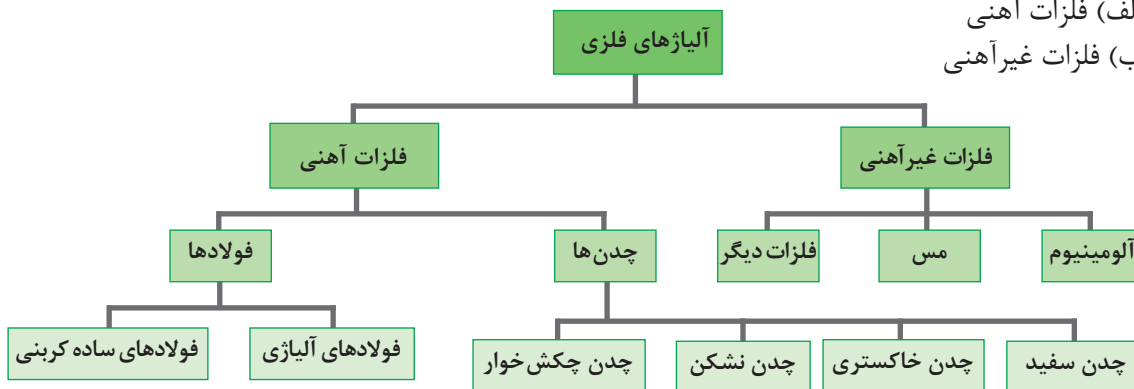 الف) فلزات آهنی
ب) فلزات غیرآهنی
آلیاژهای فلزی
فلزات غیرآهنی
فلزات آهنی
آلومینیوم
مس
فلزات دیگر
چدن‌ها
فولادها
چدن سفید
چدن خاکستری
چدن نشکن
چدن چکش‌خوار
فولادهای آلیاژی
فولادهای ساده کربنی